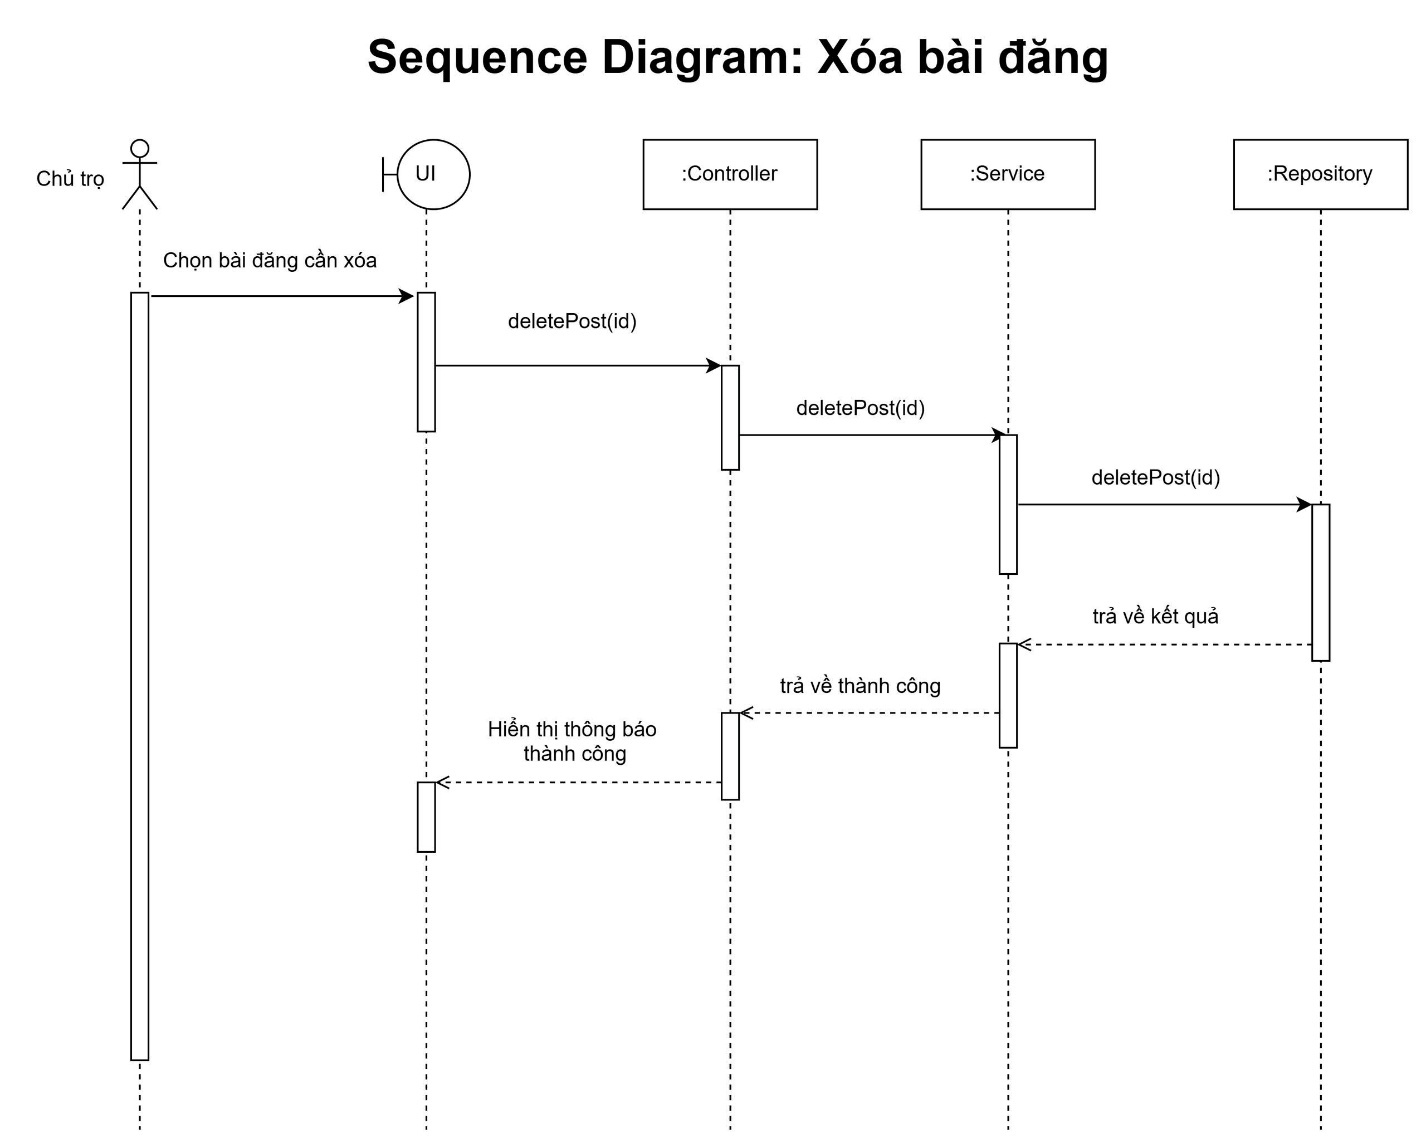 Sequence Diagram: Xóa bài đăng
Chủ trọ
UI
:Controller
:Service
:Repository
Chọn bài đăng cần xóa
deletePost(id)
deletePost(id)
deletePost(id)
trả về kết quả
trả về thành công
Hiển thị thông báo
thành công